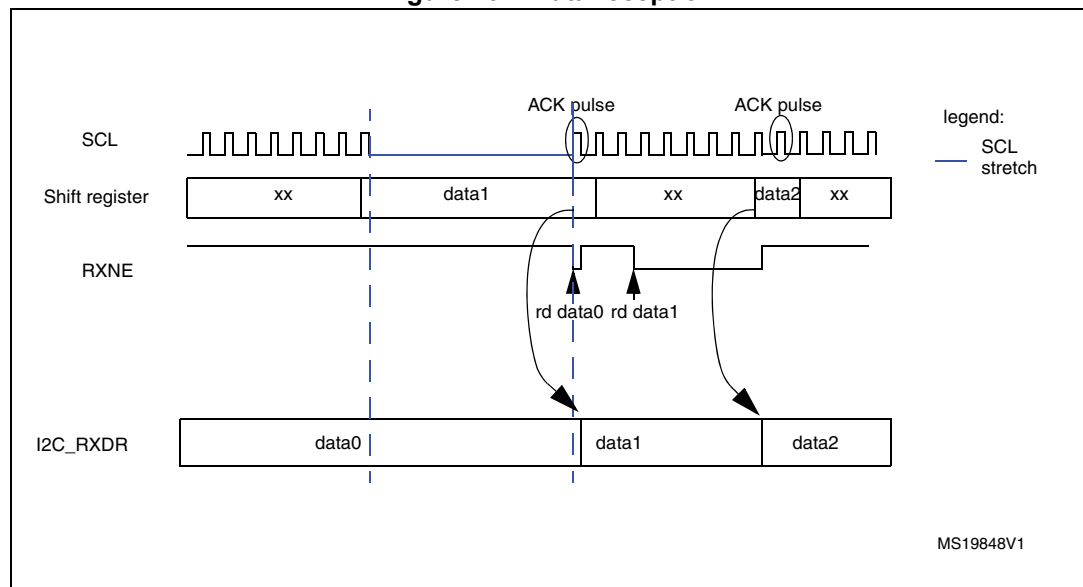 ACK pulse
ACK pulse
legend:
SCL
SCL
stretch
Shift register
xx
data1
xx
data2
xx
RXNE
rd data0
rd data1
I2C_RXDR
data0
data1
data2
MS19848V1